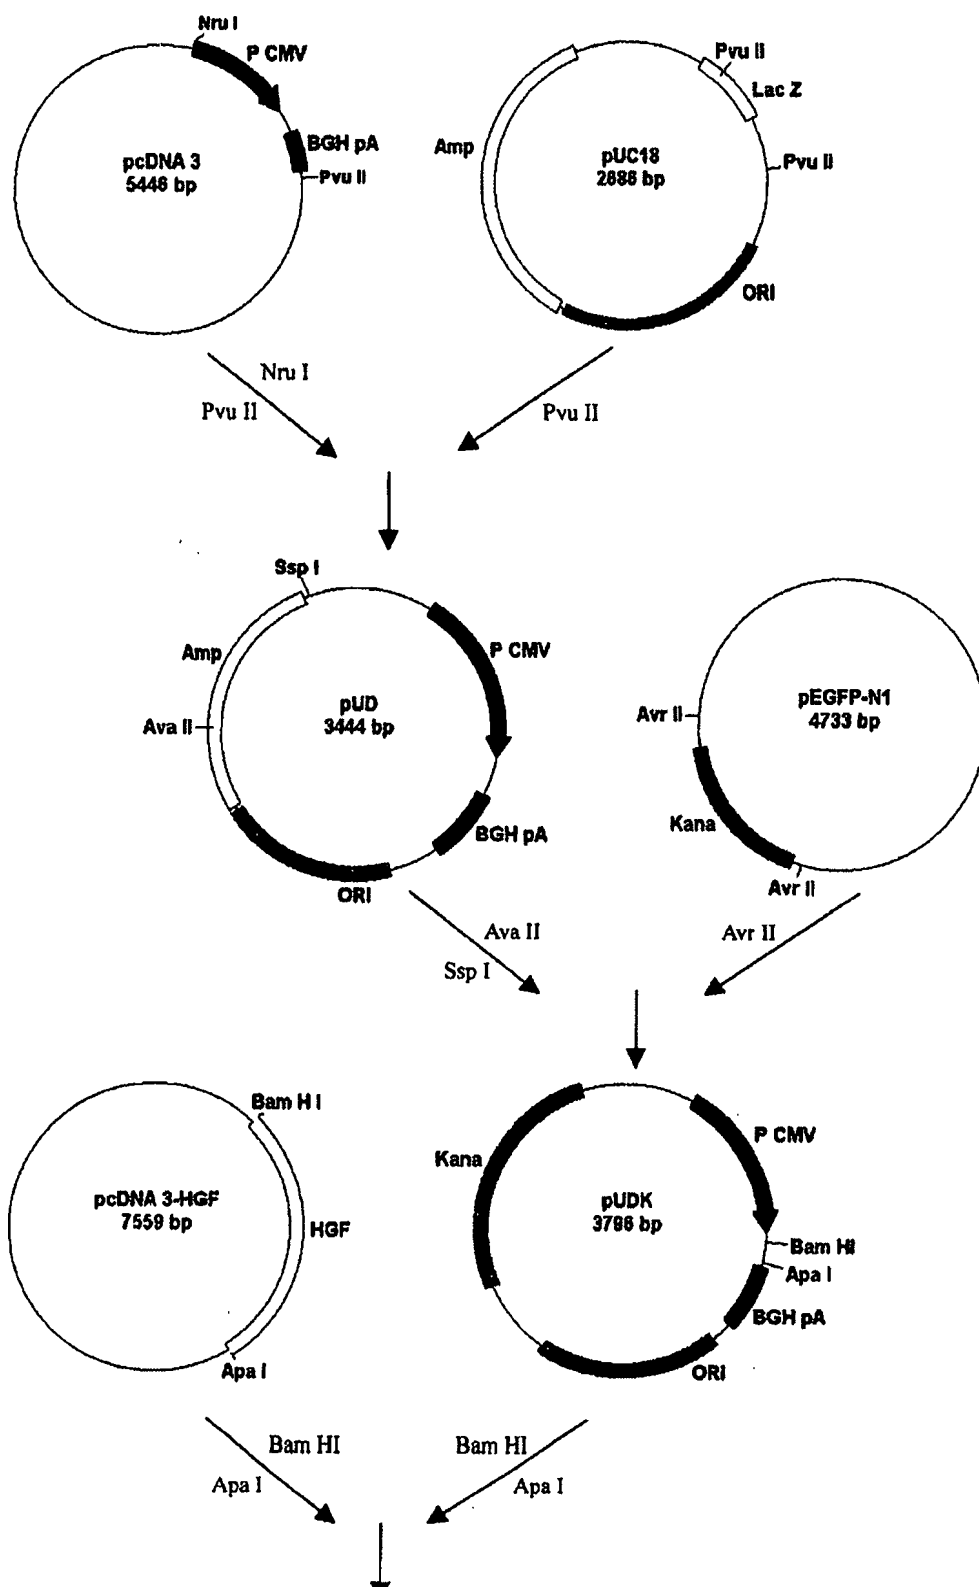 Nru I
P CMV
BGH pA
Pvu II
pcDNA 3
5446 bp
Pvu II
Lac Z
Amp
pUC18
2686 bp
Pvu II
ORI
Nru I
Pvu II
Pvu II
Ssp I
Amp
P CMV
Ava II
pUD
3444 bp
BGH pA
ORI
pEGFP-N1
4733 bp
Avr II
Kana
Avr II
Ava II
Ssp I
Avr II
Bam H I
pcDNA 3-HGF
7559 bp
HGF
Apa I
Kana
P CMV
pUDK
3796 bp
Bam HI
Apa I
BGH pA
ORI
Bam HI
Apa I
Bam HI
Apa I